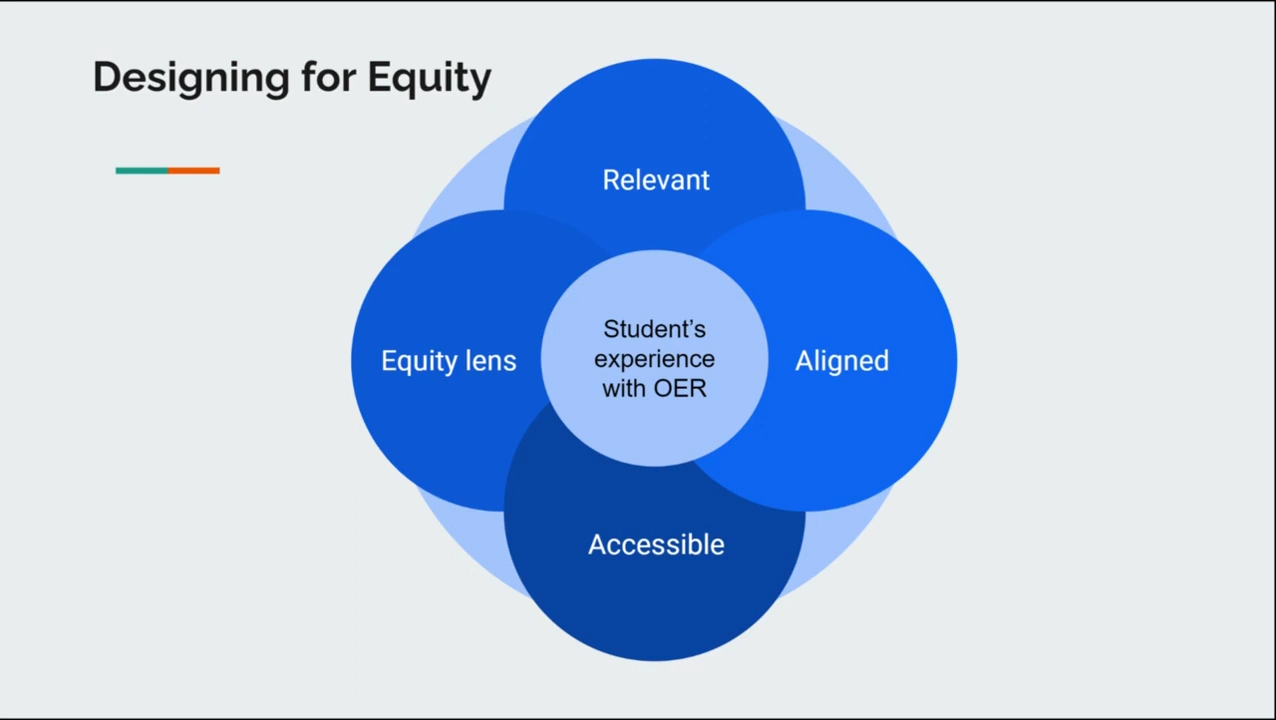 Designing for Equity
Relevant
Equity lens
Student’s
experience
with OER
Aligned
Accessible